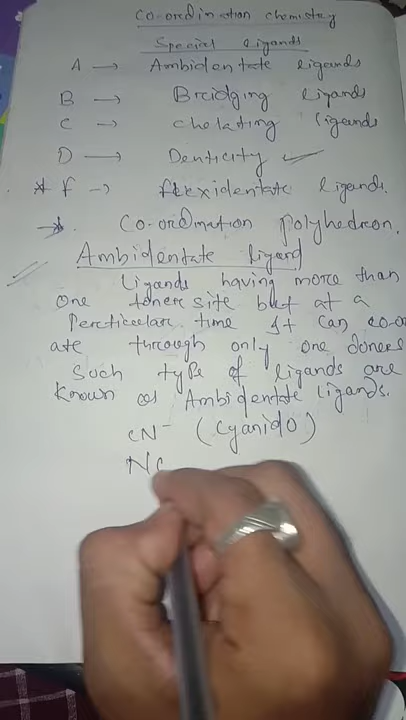 Co-ordination chemistry
Special ligands
A → Ambidentate ligands
B → Bridging ligands
C → chelating ligands
D → Denticity
* F → flexidentate ligands.
→ Co-ordination polyhedron.
Ambidentate ligand
Ligands having more than
one doner site but at a
Perticular time It can co-or
ate through only one doner
Such type of ligands are
known as Ambidentate ligands.
CN⁻ (Cyanido)
NC